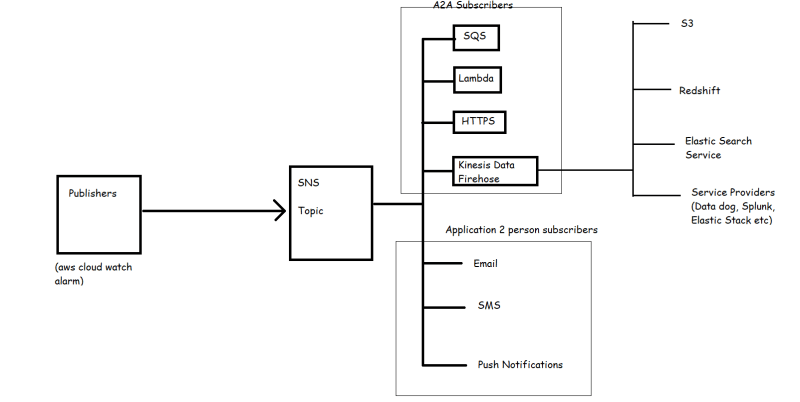 A2A Subscribers
SQS
Lambda
HTTPS
Kinesis Data
Firehose
S3
Redshift
Elastic Search
Service
Service Providers
(Data dog, Splunk,
Elastic Stack etc)
Publishers
(aws cloud watch
alarm)
SNS
Topic
Application 2 person subscribers
Email
SMS
Push Notifications